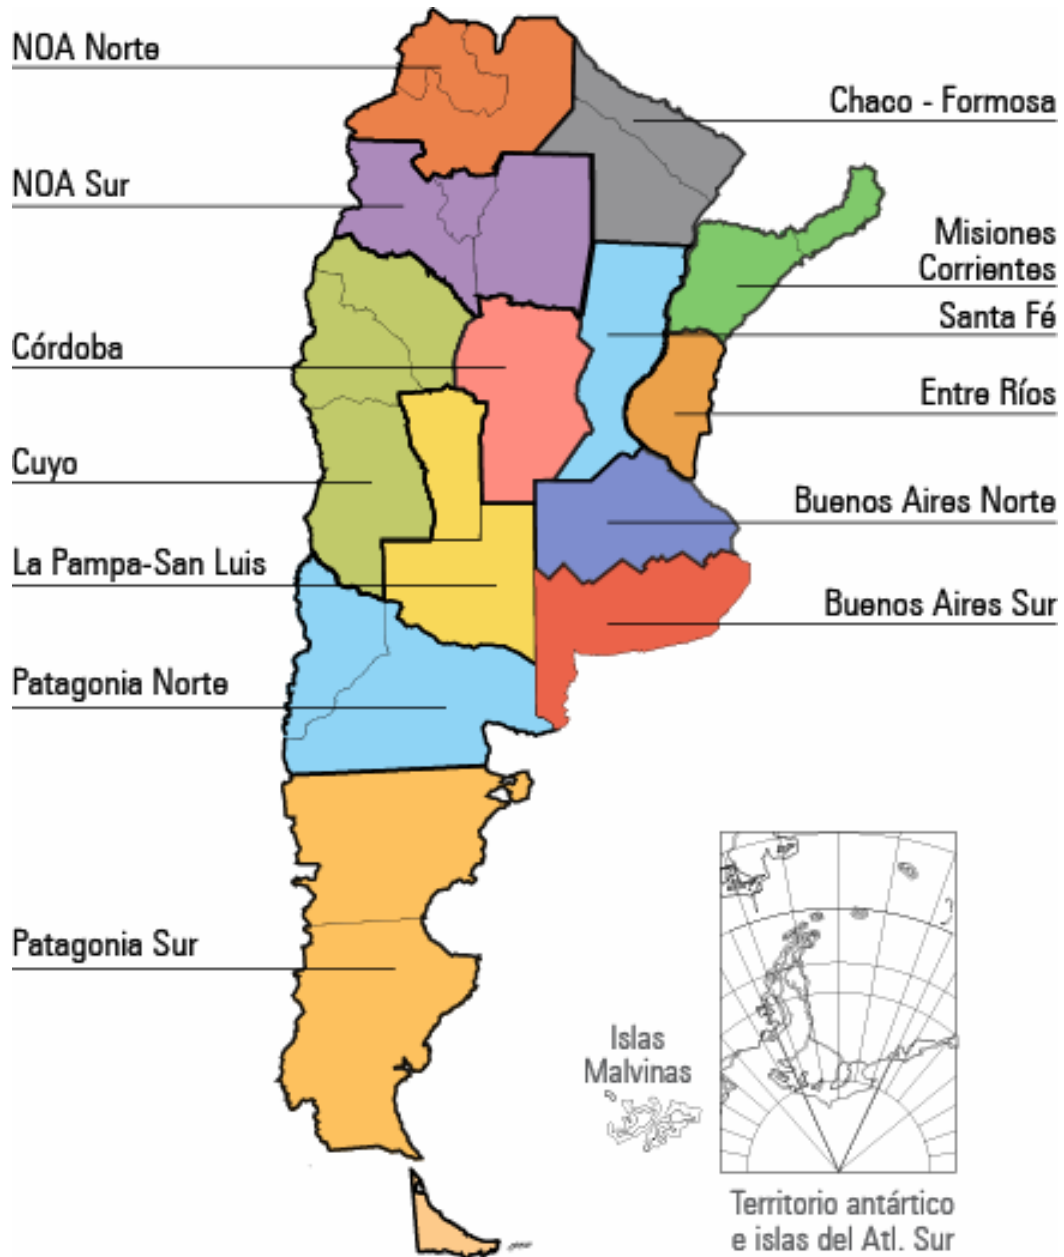 NOA Norte
Chaco - Formosa
NOA Sur
Misiones
Corrientes
Santa Fé
Córdoba
Entre Ríos
Cuyo
Buenos Aires Norte
La Pampa-San Luis
Buenos Aires Sur
Patagonia Norte
Patagonia Sur
Islas
Malvinas
Territorio antártico
e islas del Atl. Sur